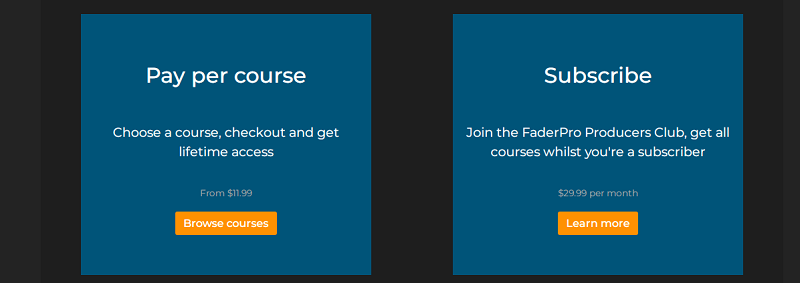 Pay per course
Choose a course, checkout and get
lifetime access
From $11.99
Browse courses
Subscribe
Join the FaderPro Producers Club, get all
courses whilst you're a subscriber
$29.99 per month
Learn more